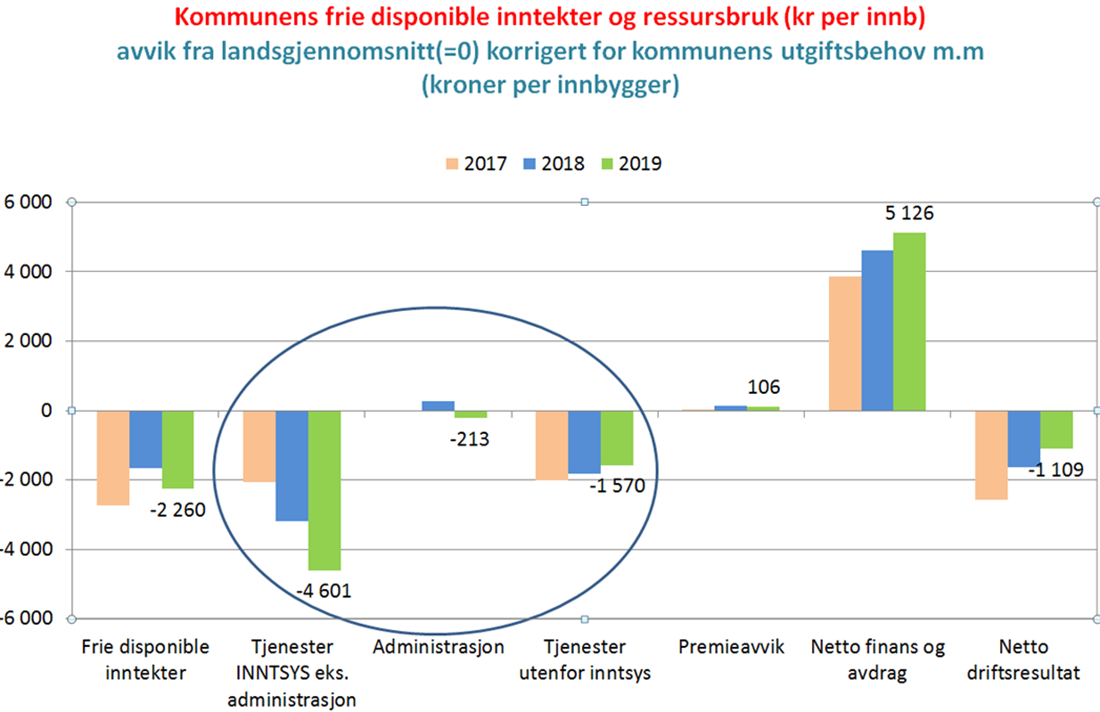 Kommunens frie disponible inntekter og ressursbruk (kr per innb)
avvik fra landsgjennomsnitt(=0) korrigert for kommunens utgiftsbehov m.m
(kroner per innbygger)
2017 2018 2019
6 000
4 000
2 000
0
-2 000
-4 000
-6 000
-2 260
-4 601
-213
-1 570
106
5 126
-1 109
Frie disponible
inntekter
Tjenester
INNTSYS eks.
administrasjon
Administrasjon
Tjenester
utenfor inntsys
Premieavvik
Netto finans og
avdrag
Netto
driftsresultat